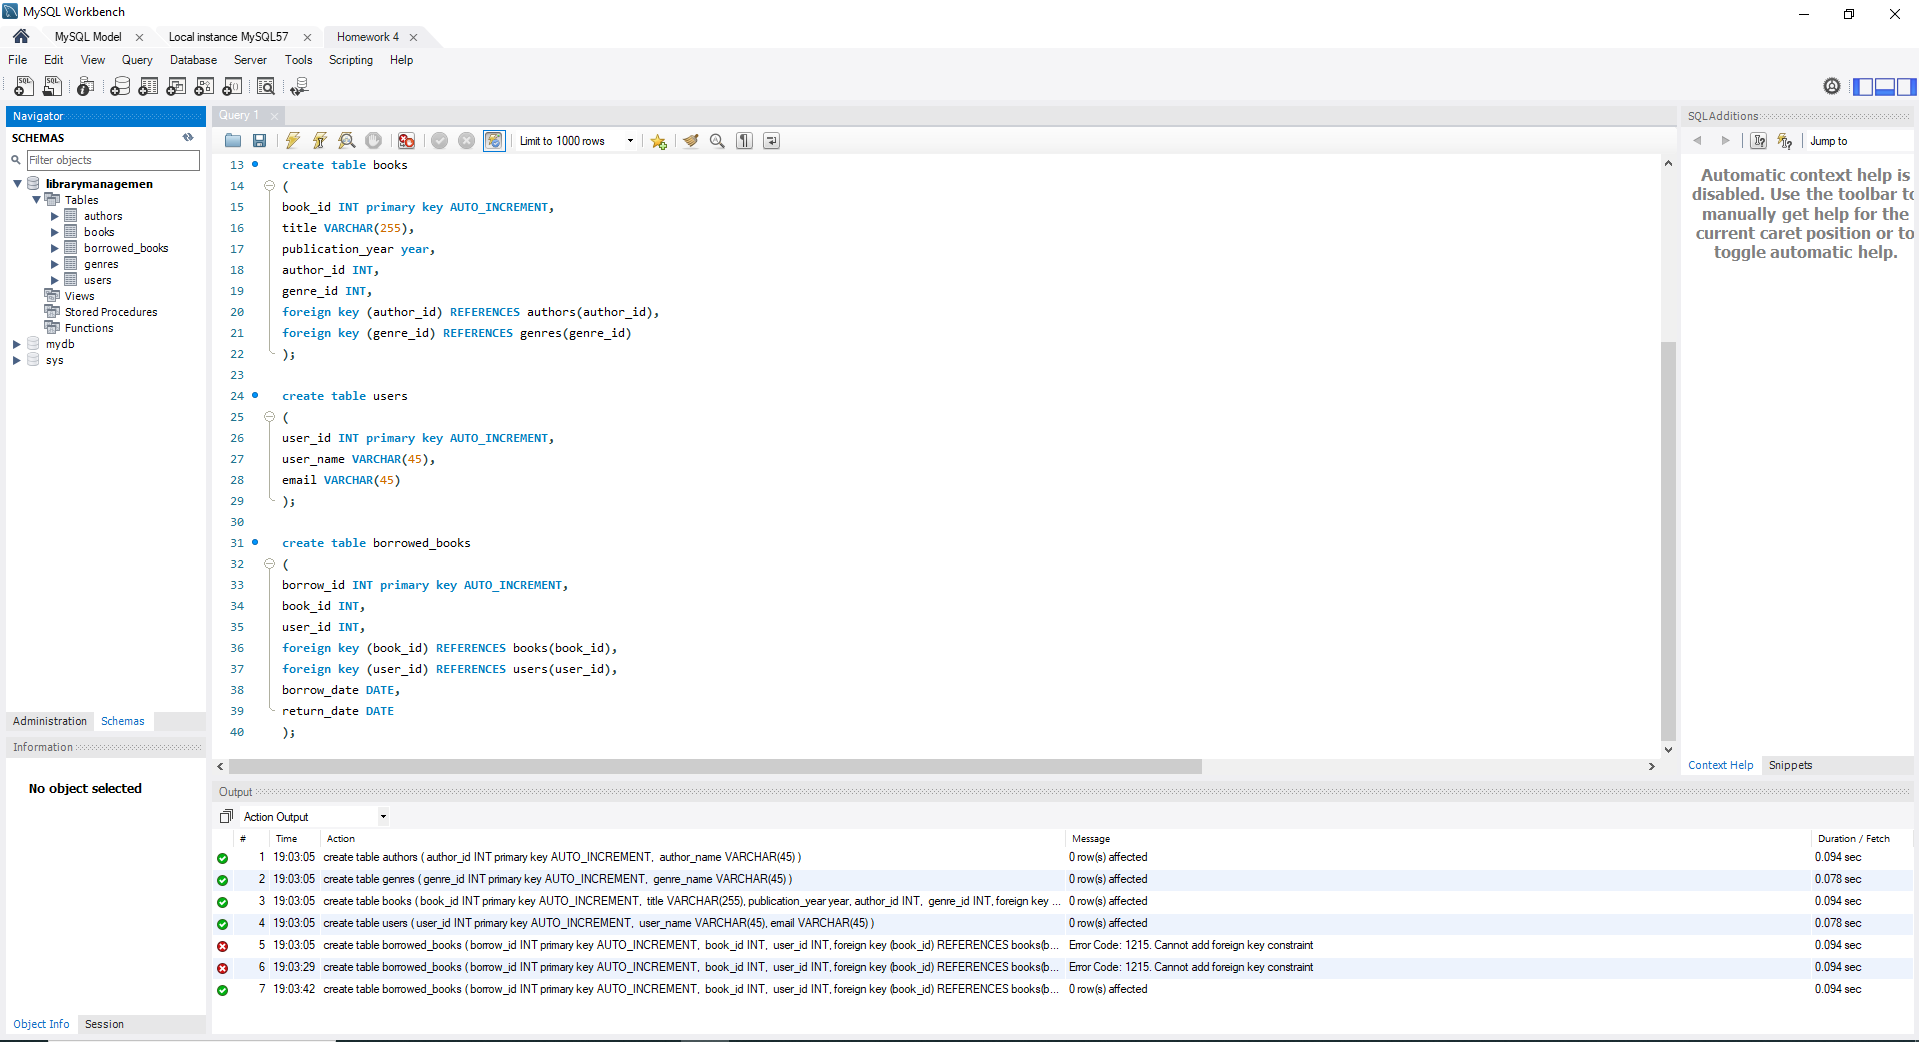 MySQL Workbench
MySQL Model
Local instance MySQL57
Homework 4
File Edit View Query Database Server Tools Scripting Help
Navigator
SCHEMAS
Filter objects
librarymanagemen
Tables
authors
books
borrowed_books
genres
users
Views
Stored Procedures
Functions
mydb
sys
Administration Schemas
Information
No object selected
Object Info Session
Query 1
Limit to 1000 rows
13 create table books
14 (
15 book_id INT primary key AUTO_INCREMENT,
16 title VARCHAR(255),
17 publication_year year,
18 author_id INT,
19 genre_id INT,
20 foreign key (author_id) REFERENCES authors(author_id),
21 foreign key (genre_id) REFERENCES genres(genre_id)
22 );
23
24 create table users
25 (
26 user_id INT primary key AUTO_INCREMENT,
27 user_name VARCHAR(45),
28 email VARCHAR(45)
29 );
30
31 create table borrowed_books
32 (
33 borrow_id INT primary key AUTO_INCREMENT,
34 book_id INT,
35 user_id INT,
36 foreign key (book_id) REFERENCES books(book_id),
37 foreign key (user_id) REFERENCES users(user_id),
38 borrow_date DATE,
39 return_date DATE
40 );
SQLAdditions
Jump to
Automatic context help is
disabled. Use the toolbar to
manually get help for the
current caret position or to
toggle automatic help.
Context Help Snippets
Output
Action Output
# Time Action Message Duration / Fetch
1 19:03:05 create table authors ( author_id INT primary key AUTO_INCREMENT, author_name VARCHAR(45) ) 0 row(s) affected 0.094 sec
2 19:03:05 create table genres ( genre_id INT primary key AUTO_INCREMENT, genre_name VARCHAR(45) ) 0 row(s) affected 0.078 sec
3 19:03:05 create table books ( book_id INT primary key AUTO_INCREMENT, title VARCHAR(255), publication_year year, author_id INT, genre_id INT, foreign key ... 0 row(s) affected 0.094 sec
4 19:03:05 create table users ( user_id INT primary key AUTO_INCREMENT, user_name VARCHAR(45), email VARCHAR(45) ) 0 row(s) affected 0.078 sec
5 19:03:05 create table borrowed_books ( borrow_id INT primary key AUTO_INCREMENT, book_id INT, user_id INT, foreign key (book_id) REFERENCES books(b... Error Code: 1215. Cannot add foreign key constraint 0.094 sec
6 19:03:29 create table borrowed_books ( borrow_id INT primary key AUTO_INCREMENT, book_id INT, user_id INT, foreign key (book_id) REFERENCES books(b... Error Code: 1215. Cannot add foreign key constraint 0.094 sec
7 19:03:42 create table borrowed_books ( borrow_id INT primary key AUTO_INCREMENT, book_id INT, user_id INT, foreign key (book_id) REFERENCES books(b... 0 row(s) affected 0.094 sec